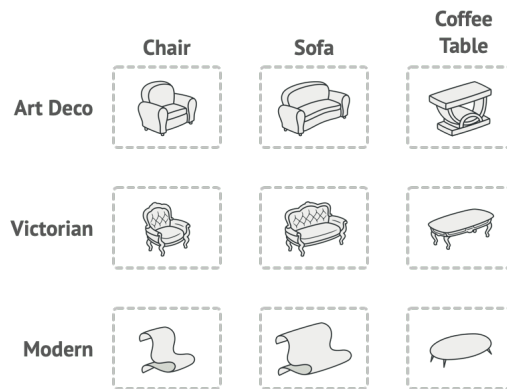 Chair
Sofa
Coffee
Table
Art Deco
Victorian
Modern